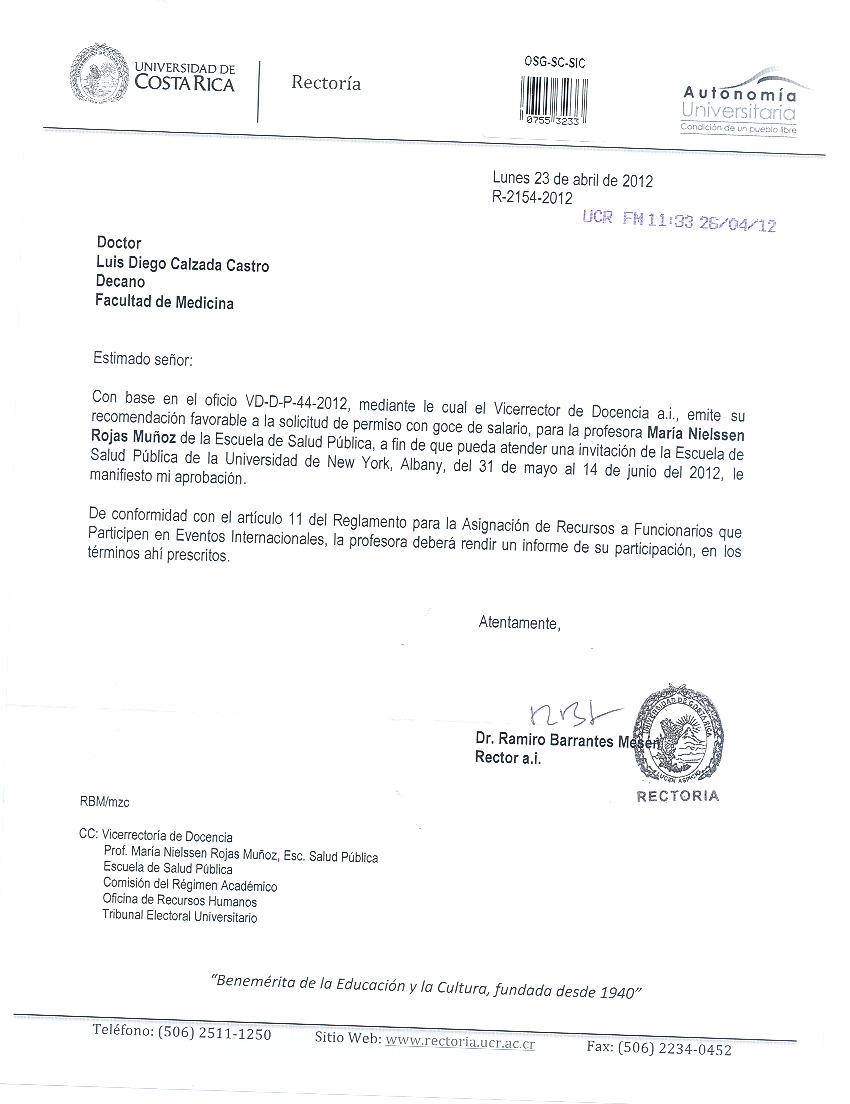 UNIVERSIDAD DE
COSTA RICA
Rectoría
OSG-SC-SIC
0755 3233
Autonomía
Universitaria
Condición de un pueblo libre
Lunes 23 de abril de 2012
R-2154-2012
UCR FM 11:33 26/04/12
Doctor
Luis Diego Calzada Castro
Decano
Facultad de Medicina
Estimado señor:
Con base en el oficio VD-D-P-44-2012, mediante le cual el Vicerrector de Docencia a.i., emite su
recomendación favorable a la solicitud de permiso con goce de salario, para la profesora María Nielssen
Rojas Muñoz de la Escuela de Salud Pública, a fin de que pueda atender una invitación de la Escuela de
Salud Pública de la Universidad de New York, Albany, del 31 de mayo al 14 de junio del 2012, le
manifiesto mi aprobación.
De conformidad con el artículo 11 del Reglamento para la Asignación de Recursos a Funcionarios que
Participen en Eventos Internacionales, la profesora deberá rendir un informe de su participación, en los
términos ahí prescritos.
Atentamente,
Dr. Ramiro Barrantes Mesén
Rector a.i.
UNIVERSIDAD DE COSTA RICA
LUCEM ASPICIO
RECTORIA
RBM/mzc
CC: Vicerrectoría de Docencia
Prof. María Nielssen Rojas Muñoz, Esc. Salud Pública
Escuela de Salud Pública
Comisión del Régimen Académico
Oficina de Recursos Humanos
Tribunal Electoral Universitario
"Benemérita de la Educación y la Cultura, fundada desde 1940"
Teléfono: (506) 2511-1250
Sitio Web: www.rectoria.ucr.ac.cr
Fax: (506) 2234-0452